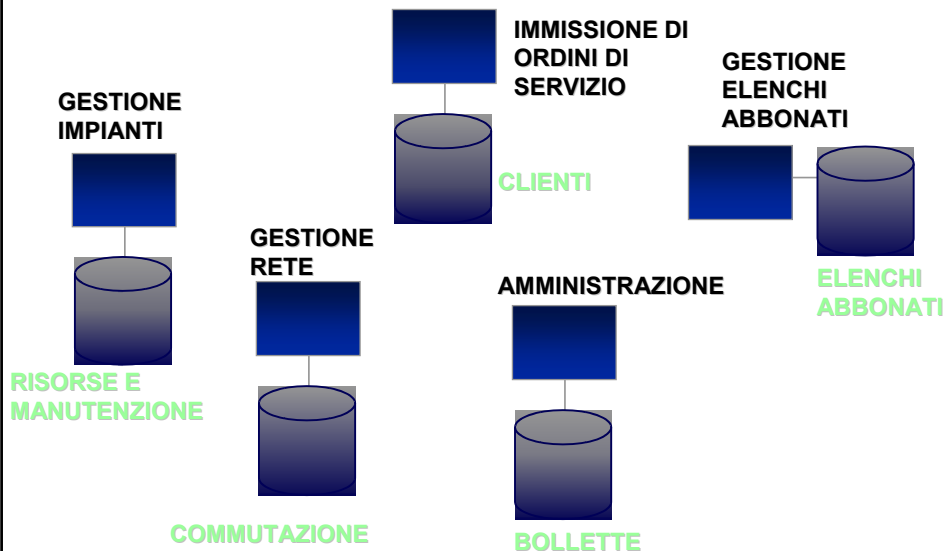 IMMISSIONE DI
ORDINI DI
SERVIZIO
GESTIONE
ELENCHI
ABBONATI
GESTIONE
IMPIANTI
CLIENTI
GESTIONE
RETE
AMMINISTRAZIONE
ELENCHI
ABBONATI
RISORSE E
MANUTENZIONE
COMMUTAZIONE
BOLLETTE